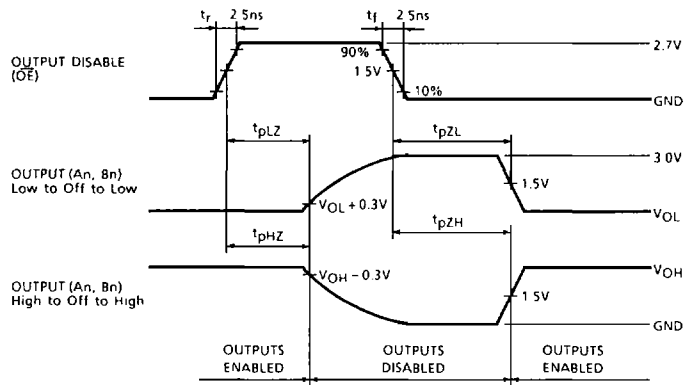 tr 2 5ns tf 2 5ns
OUTPUT DISABLE
(OE)
90%
1 5V
10%
2.7V
GND
tpLZ tpZL
OUTPUT (An, Bn)
Low to Off to Low
VOL + 0.3V
3 0V
1.5V
VOL
tpHZ tpZH
OUTPUT (An, Bn)
High to Off to High
VOH − 0.3V
1 5V
VOH
GND
OUTPUTS ENABLED
OUTPUTS DISABLED
OUTPUTS ENABLED